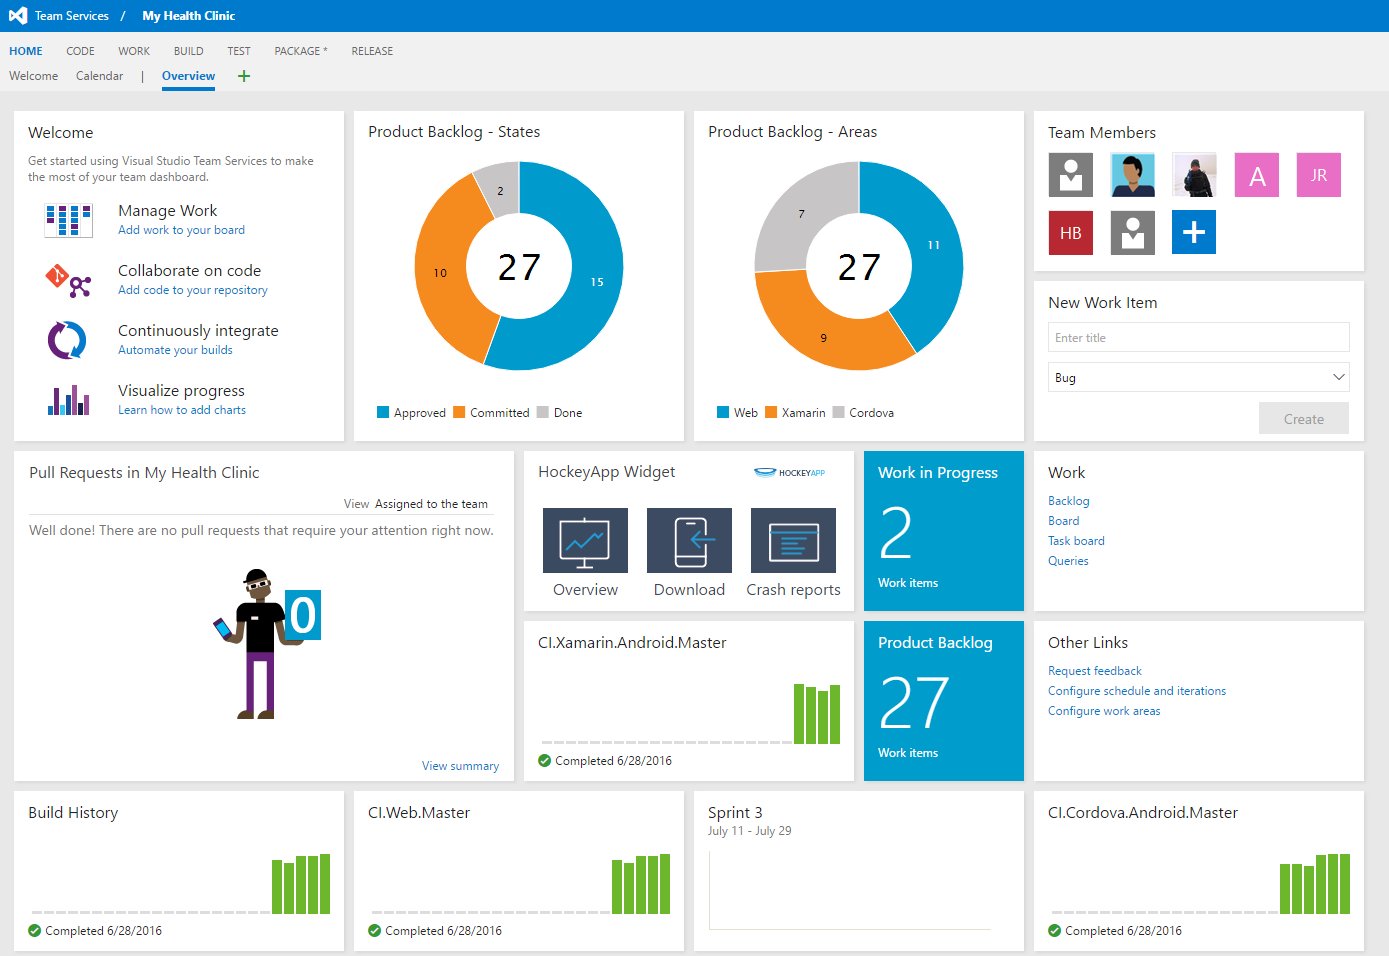 Team Services / My Health Clinic
HOME CODE WORK BUILD TEST PACKAGE * RELEASE
Welcome Calendar | Overview +
Welcome
Get started using Visual Studio Team Services to make
the most of your team dashboard.
Manage Work
Add work to your board
Collaborate on code
Add code to your repository
Continuously integrate
Automate your builds
Visualize progress
Learn how to add charts
Product Backlog - States
2
10
27
15
Approved Committed Done
Product Backlog - Areas
7
11
27
9
Web Xamarin Cordova
Team Members
A JR
HB
New Work Item
Enter title
Bug
Create
Pull Requests in My Health Clinic
View Assigned to the team
Well done! There are no pull requests that require your attention right now.
0
View summary
HockeyApp Widget
HOCKEYAPP
Overview Download Crash reports
Work in Progress
2
Work items
Work
Backlog
Board
Task board
Queries
CI.Xamarin.Android.Master
Completed 6/28/2016
Product Backlog
27
Work items
Other Links
Request feedback
Configure schedule and iterations
Configure work areas
Build History
Completed 6/28/2016
CI.Web.Master
Completed 6/28/2016
Sprint 3
July 11 - July 29
CI.Cordova.Android.Master
Completed 6/28/2016